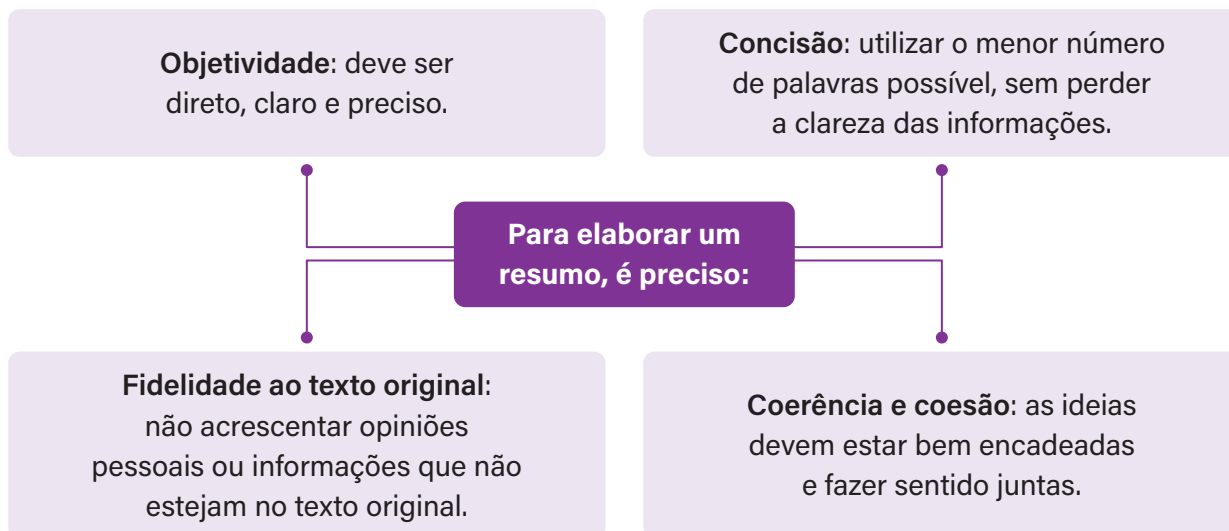 Objetividade: deve ser
direto, claro e preciso.
Concisão: utilizar o menor número
de palavras possível, sem perder
a clareza das informações.
Para elaborar um
resumo, é preciso:
Fidelidade ao texto original:
não acrescentar opiniões
pessoais ou informações que não
estejam no texto original.
Coerência e coesão: as ideias
devem estar bem encadeadas
e fazer sentido juntas.